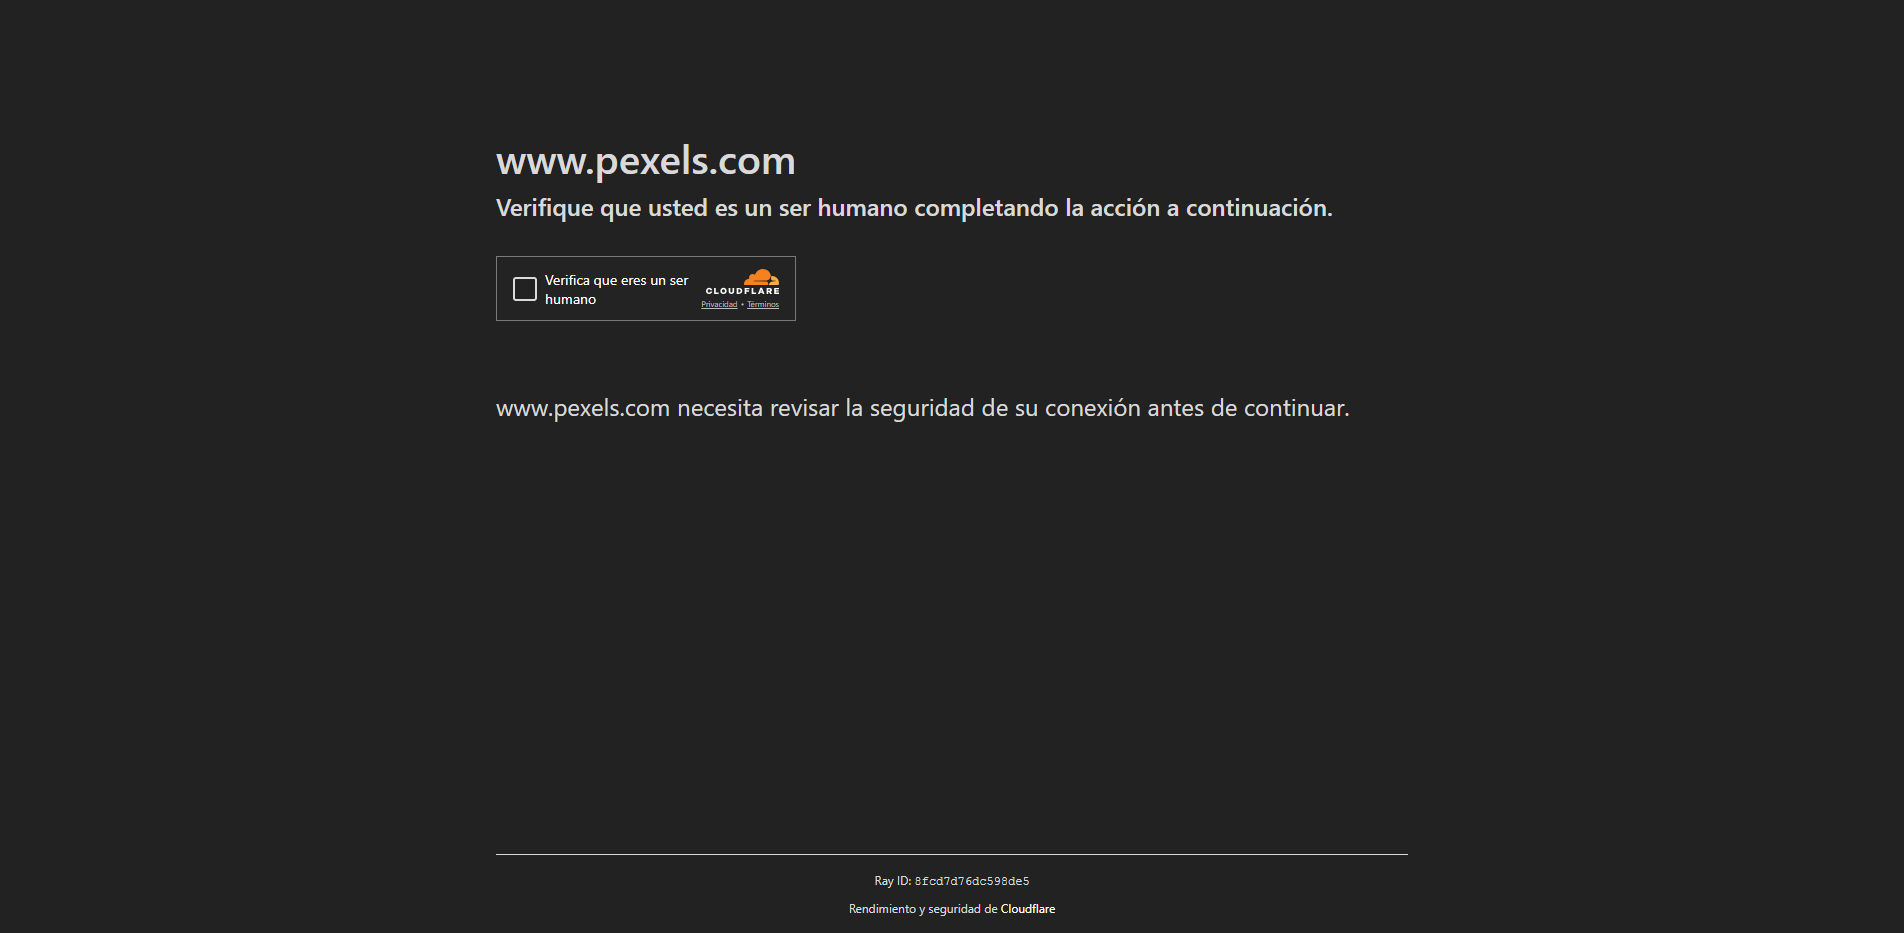 www.pexels.com
Verifique que usted es un ser humano completando la acción a continuación.
Verifica que eres un ser
humano
CLOUDFLARE
Privacidad • Términos
www.pexels.com necesita revisar la seguridad de su conexión antes de continuar.
Ray ID: 8fcd7d76dc598de5
Rendimiento y seguridad de Cloudflare